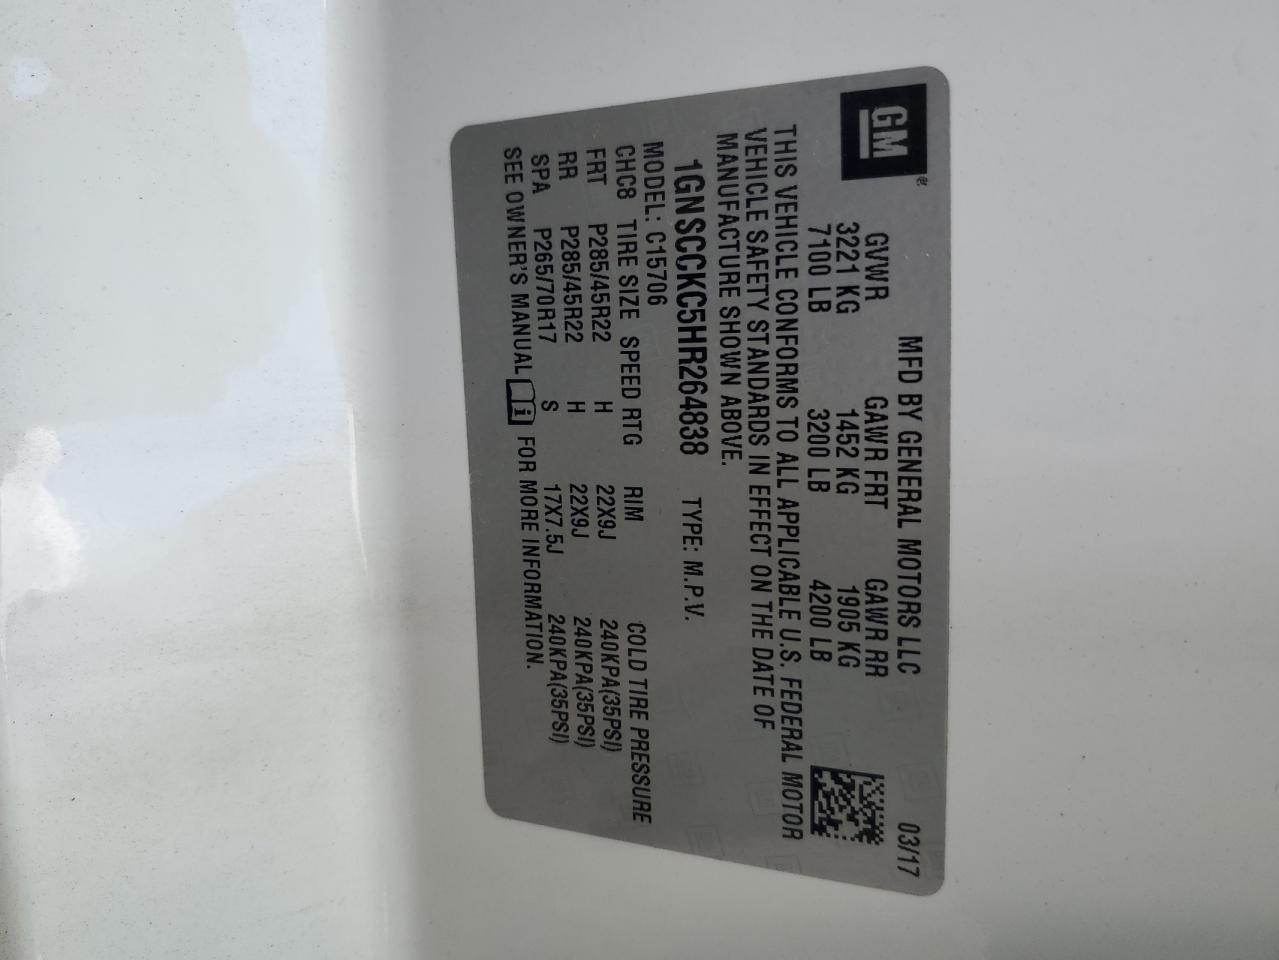 GM®
MFD BY GENERAL MOTORS LLC 03/17
GVWR GAWR FRT GAWR RR
3221 KG 1452 KG 1905 KG
7100 LB 3200 LB 4200 LB
THIS VEHICLE CONFORMS TO ALL APPLICABLE U.S. FEDERAL MOTOR
VEHICLE SAFETY STANDARDS IN EFFECT ON THE DATE OF
MANUFACTURE SHOWN ABOVE.
1GNSCCKC5HR264838 TYPE: M.P.V.
MODEL: C15706
CHC8 TIRE SIZE SPEED RTG RIM COLD TIRE PRESSURE
FRT P285/45R22 H 22X9J 240KPA(35PSI)
RR P285/45R22 H 22X9J 240KPA(35PSI)
SPA P265/70R17 S 17X7.5J 240KPA(35PSI)
SEE OWNER'S MANUAL i FOR MORE INFORMATION.